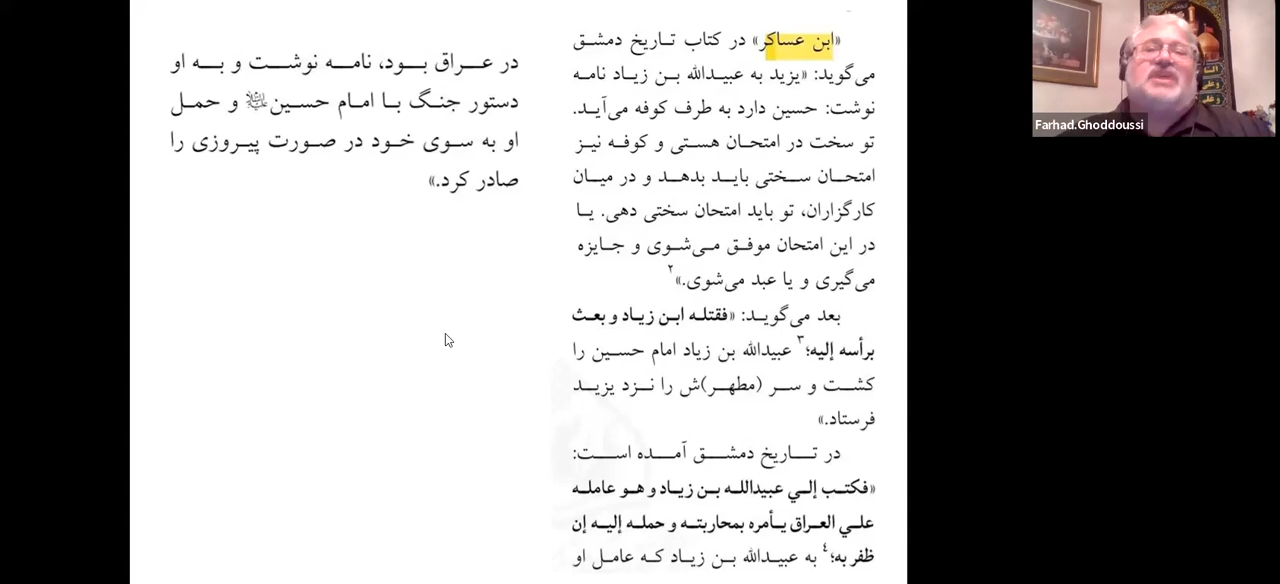 «ابن عساکر» در کتاب تاریخ دمشق
می‌گوید: «یزید به عبیدالله بن زیاد نامه
نوشت: حسین دارد به طرف کوفه می‌آید.
تو سخت در امتحان هستی و کوفه نیز
امتحان سختی باید بدهد و در میان
کارگزاران، تو باید امتحان سختی دهی. یا
در این امتحان موفق می‌شوی و جایزه
می‌گیری و یا عبد می‌شوی.»۲
بعد می‌گوید: «فقتله ابن زیاد و بعث
برأسه إلیه؛۳ عبیدالله بن زیاد امام حسین را
کشت و سر (مطهر)ش را نزد یزید
فرستاد.»
در تاریخ دمشق آمده است:
«فکتب إلي عبیدالله بن زیاد و هو عامله
علي العراق یأمره بمحاربته و حمله إلیه إن
ظفر به؛٤ به عبیدالله بن زیاد که عامل او
در عراق بود، نامه نوشت و به او
دستور جنگ با امام حسین و حمل
او به سوی خود در صورت پیروزی را
صادر کرد.»
Farhad.Ghoddoussi